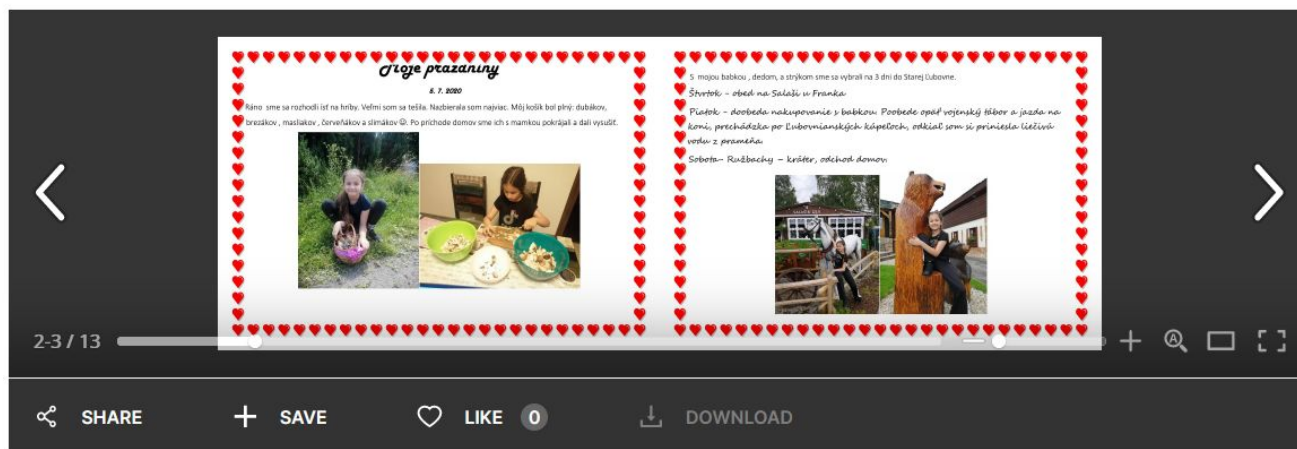 Moje prázdniny
5. 7. 2020
Ráno sme sa rozhodli ísť na hríby. Veľmi som sa tešila. Nazbierala som najviac. Môj košík bol plný: dubákov,
brezákov , masliakov , červeňákov a slimákov ☺. Po príchode domov sme ich s mamkou pokrájali a dali vysušiť.
S mojou babkou , dedom, a strýkom sme sa vybrali na 3 dni do Starej Ľubovne.
Štvrtok - obed na Salaši u Franka
Piatok - doobeda nakupovanie s babkou. Poobede opäť vojenský tábor a jazda na
koni, prechádzka po Ľubovnianských kúpeľoch, odkiaľ som si priniesla liečivú
vodu z prameňa.
Sobota- Ružbachy – kráter, odchod domov.
2-3 / 13
SHARE
SAVE
LIKE 0
DOWNLOAD